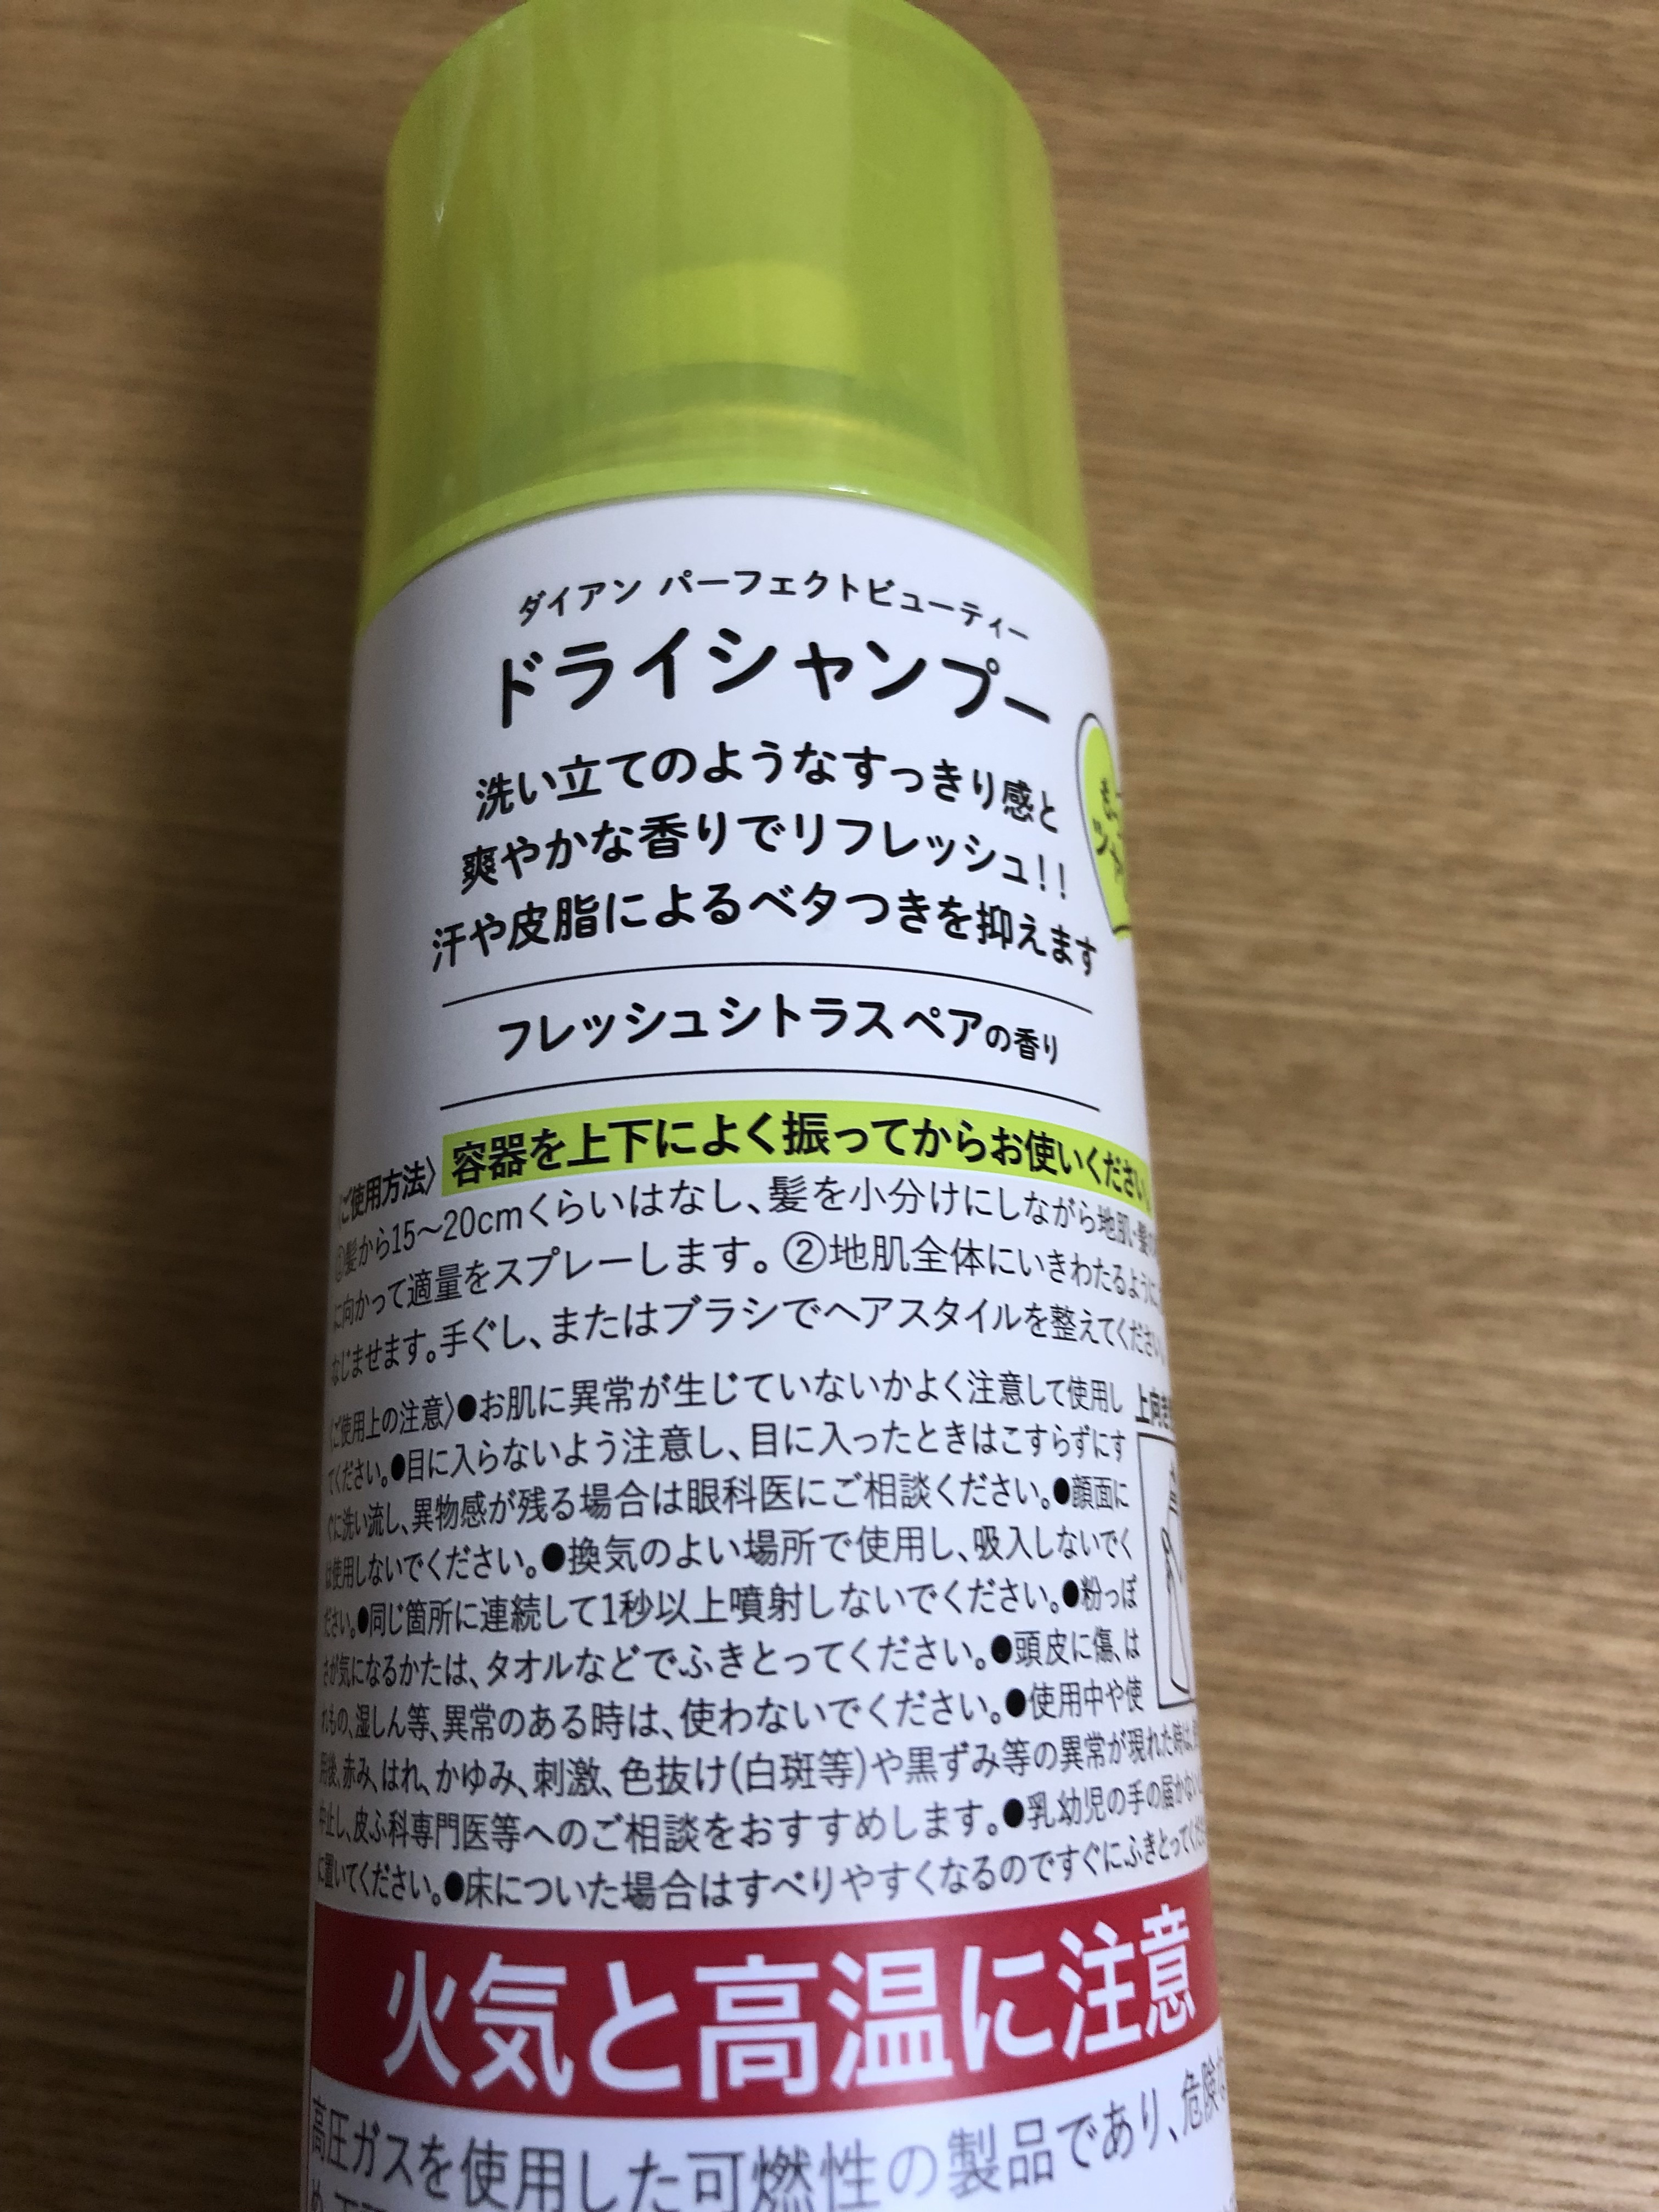 ダイアン パーフェクトビューティー
ドライシャンプー
洗い立てのようなすっきり感と
爽やかな香りでリフレッシュ!!
汗や皮脂によるベタつきを抑えます
フレッシュシトラス ペアの香り
〈ご使用方法〉容器を上下によく振ってからお使いください。
①髪から15〜20cmくらいはなし、髪を小分けにしながら地肌・髪
に向かって適量をスプレーします。②地肌全体にいきわたるように
なじませます。手ぐし、またはブラシでヘアスタイルを整えてください。
〈ご使用上の注意〉●お肌に異常が生じていないかよく注意して使用し
てください。●目に入らないよう注意し、目に入ったときはこすらずにす
ぐに洗い流し、異物感が残る場合は眼科医にご相談ください。●顔面に
は使用しないでください。●換気のよい場所で使用し、吸入しないでく
ださい。●同じ箇所に連続して1秒以上噴射しないでください。●粉っぽ
さが気になるかたは、タオルなどでふきとってください。●頭皮に傷、は
れもの、湿しん等、異常のある時は、使わないでください。●使用中や使
用後、赤み、はれ、かゆみ、刺激、色抜け(白斑等)や黒ずみ等の異常が現れた時は、
中止し、皮ふ科専門医等へのご相談をおすすめします。●乳幼児の手の届かない
に置いてください。●床についた場合はすべりやすくなるのですぐにふきとってくだ
上向き
火気と高温に注意
高圧ガスを使用した可燃性の製品であり、危険